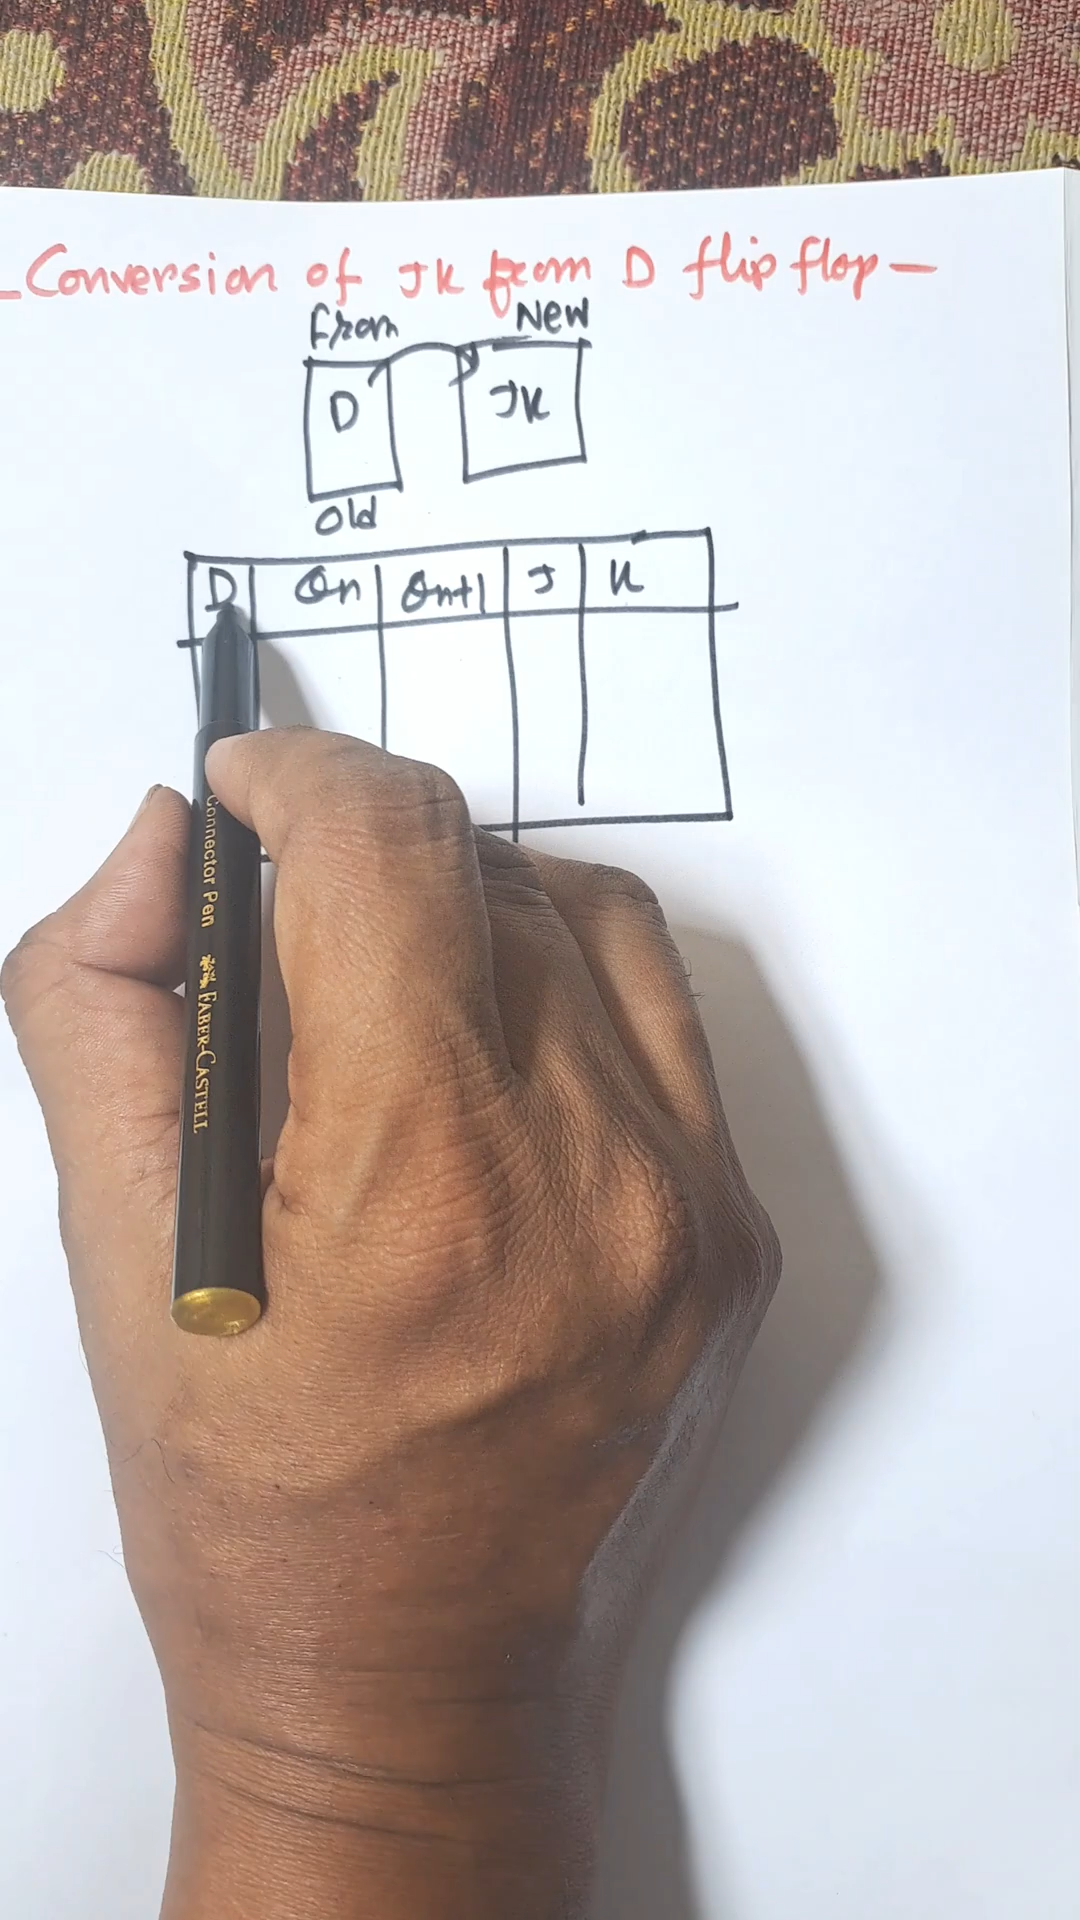 Conversion of JK from D flip flop
From New
D JK
Old
D Qn Qn+1 J K
Connector Pen FABER-CASTELL